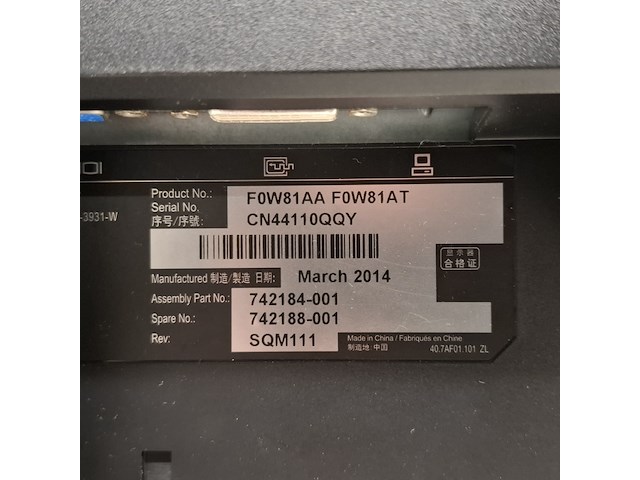 Product No.: F0W81AA F0W81AT
Serial No.
序号/序號: CN44110QQY
-3931-W
Manufactured 制造/製造 日期: March 2014
显示器
合格证
Assembly Part No.: 742184-001
Spare No.: 742188-001
Rev: SQM111
Made in China / Fabriqués en Chine
制造地: 中国 40.7AF01.101 ZL